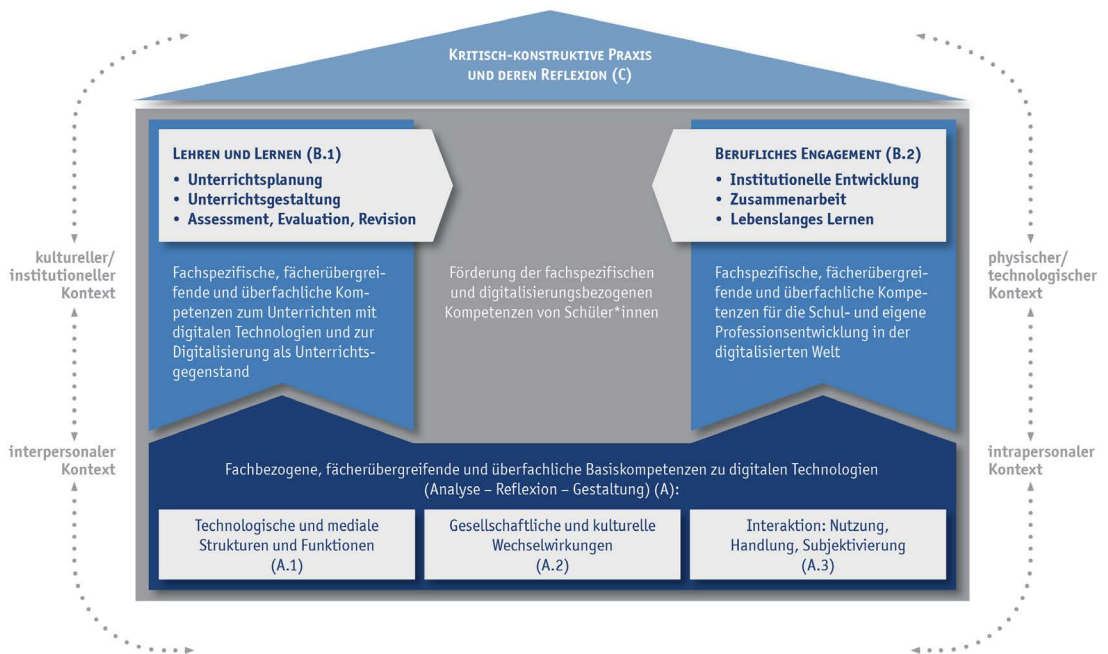 KRITISCH-KONSTRUKTIVE PRAXIS
UND DEREN REFLEXION (C)
LEHREN UND LERNEN (B.1)
• Unterrichtsplanung
• Unterrichtsgestaltung
• Assessment, Evaluation, Revision
BERUFLICHES ENGAGEMENT (B.2)
• Institutionelle Entwicklung
• Zusammenarbeit
• Lebenslanges Lernen
kultureller/
institutioneller
Kontext
Fachspezifische, fächerübergrei-
fende und überfachliche Kom-
petenzen zum Unterrichten mit
digitalen Technologien und zur
Digitalisierung als Unterrichts-
gegenstand
Förderung der fachspezifischen
und digitalisierungsbezogenen
Kompetenzen von Schüler*innen
Fachspezifische, fächerübergrei-
fende und überfachliche Kompe-
tenzen für die Schul- und eigene
Professionsentwicklung in der
digitalisierten Welt
physischer/
technologischer
Kontext
interpersonaler
Kontext
intrapersonaler
Kontext
Fachbezogene, fächerübergreifende und überfachliche Basiskompetenzen zu digitalen Technologien
(Analyse – Reflexion – Gestaltung) (A):
Technologische und mediale
Strukturen und Funktionen
(A.1)
Gesellschaftliche und kulturelle
Wechselwirkungen
(A.2)
Interaktion: Nutzung,
Handlung, Subjektivierung
(A.3)